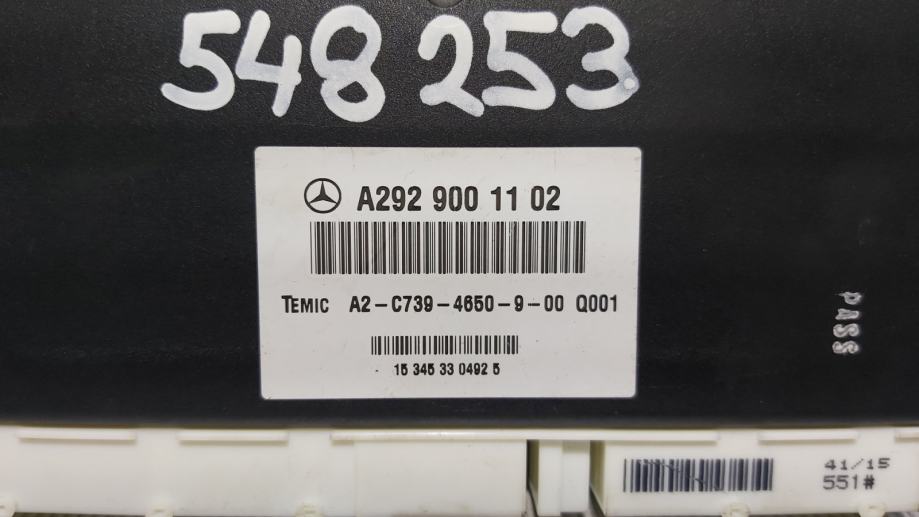 548 253
A292 900 11 02
TEMIC A2-C739-4650-9-00 Q001
15 345 33 0492 5
PASS
41/15
551#